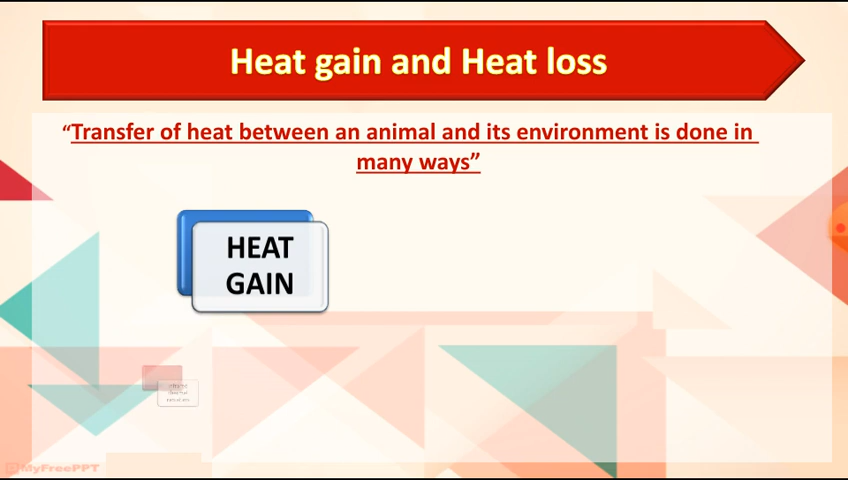 Heat gain and Heat loss
“Transfer of heat between an animal and its environment is done in
many ways”
HEAT
GAIN
MyFreePPT